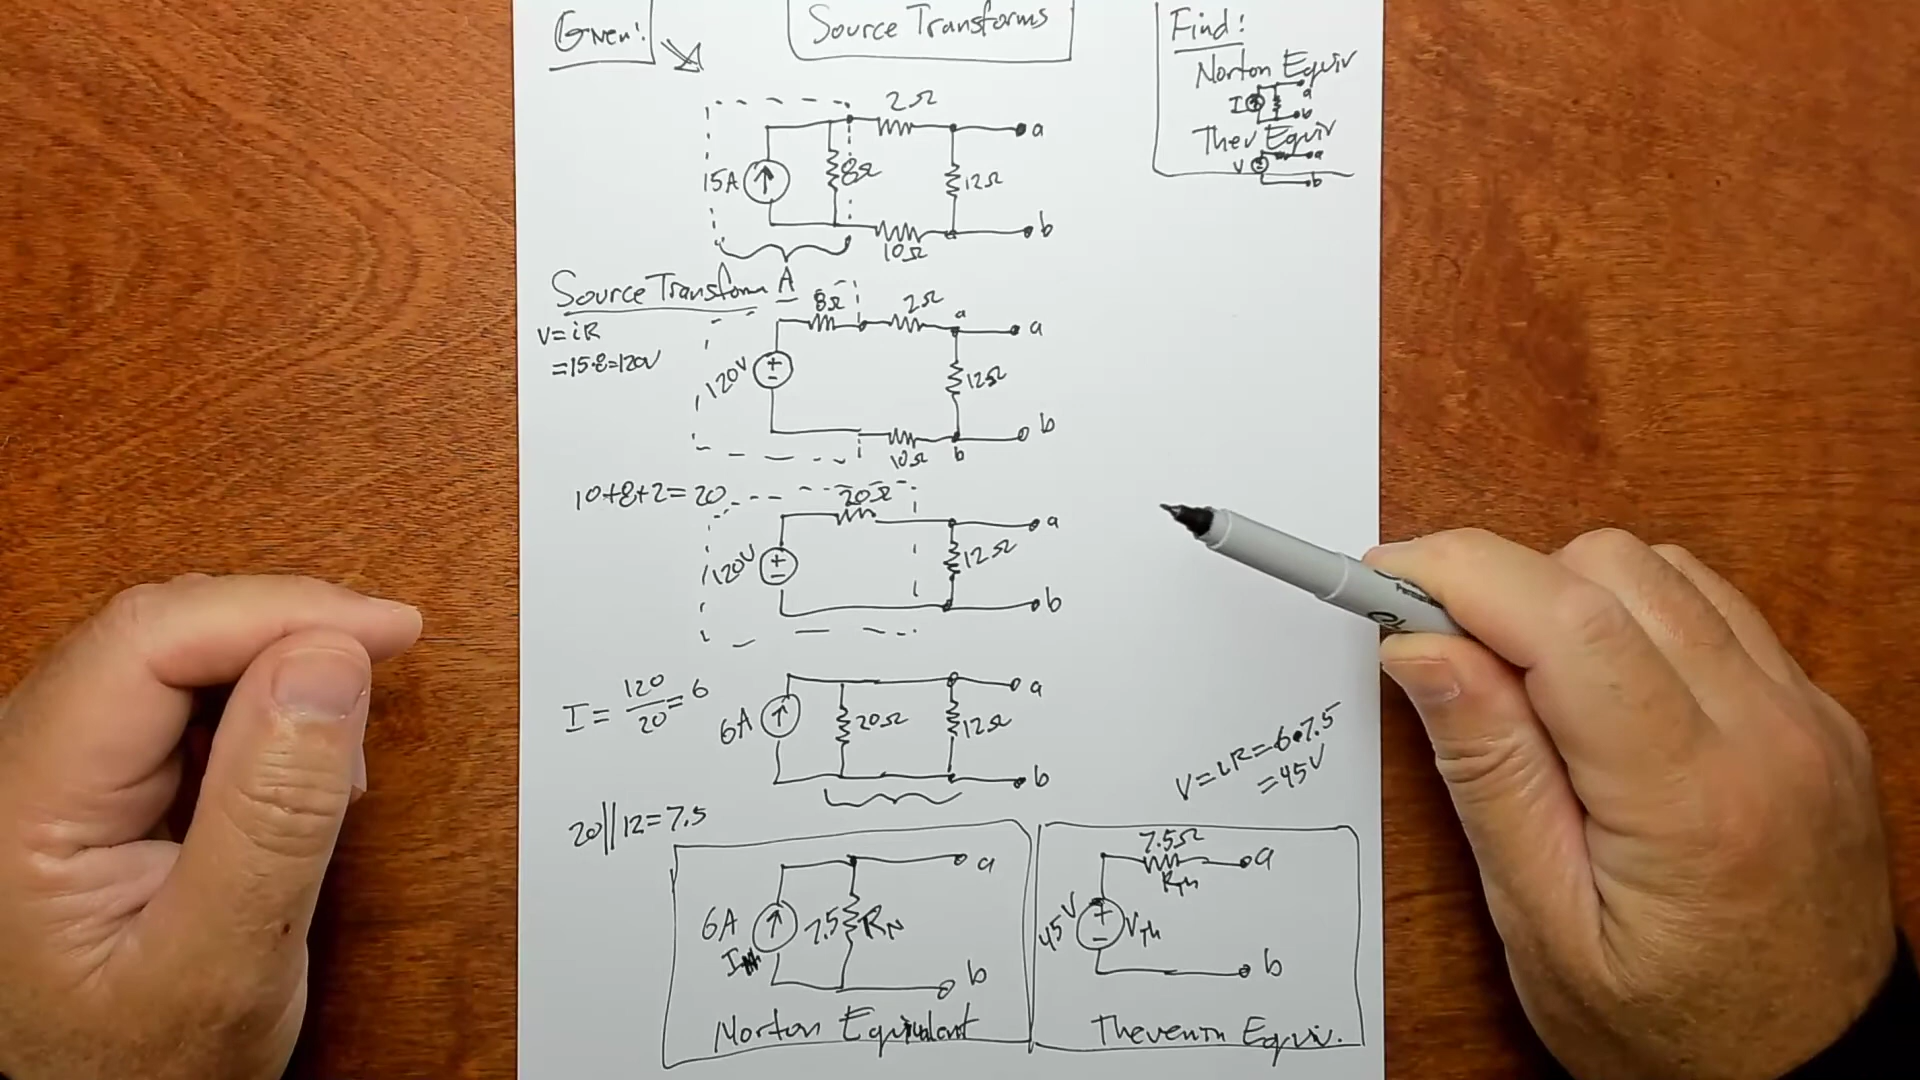 Given:
Source Transforms
Find:
Norton Equiv
I
a
b
Thev Equiv
V
a
b
2Ω
a
15A
8Ω
12Ω
10Ω
b
A
Source Transform A
V=iR
=15·8=120V
8Ω
2Ω
a
a
120V
12Ω
10Ω
b
b
10+8+2=20
20Ω
a
120V
12Ω
b
I = 120/20 = 6
6A
20Ω
12Ω
a
b
V=iR=6•7.5
=45V
20||12=7.5
6A
7.5
RN
a
b
Norton Equivalent
7.5Ω
RTh
a
45V
VTh
b
Thevenin Equiv.